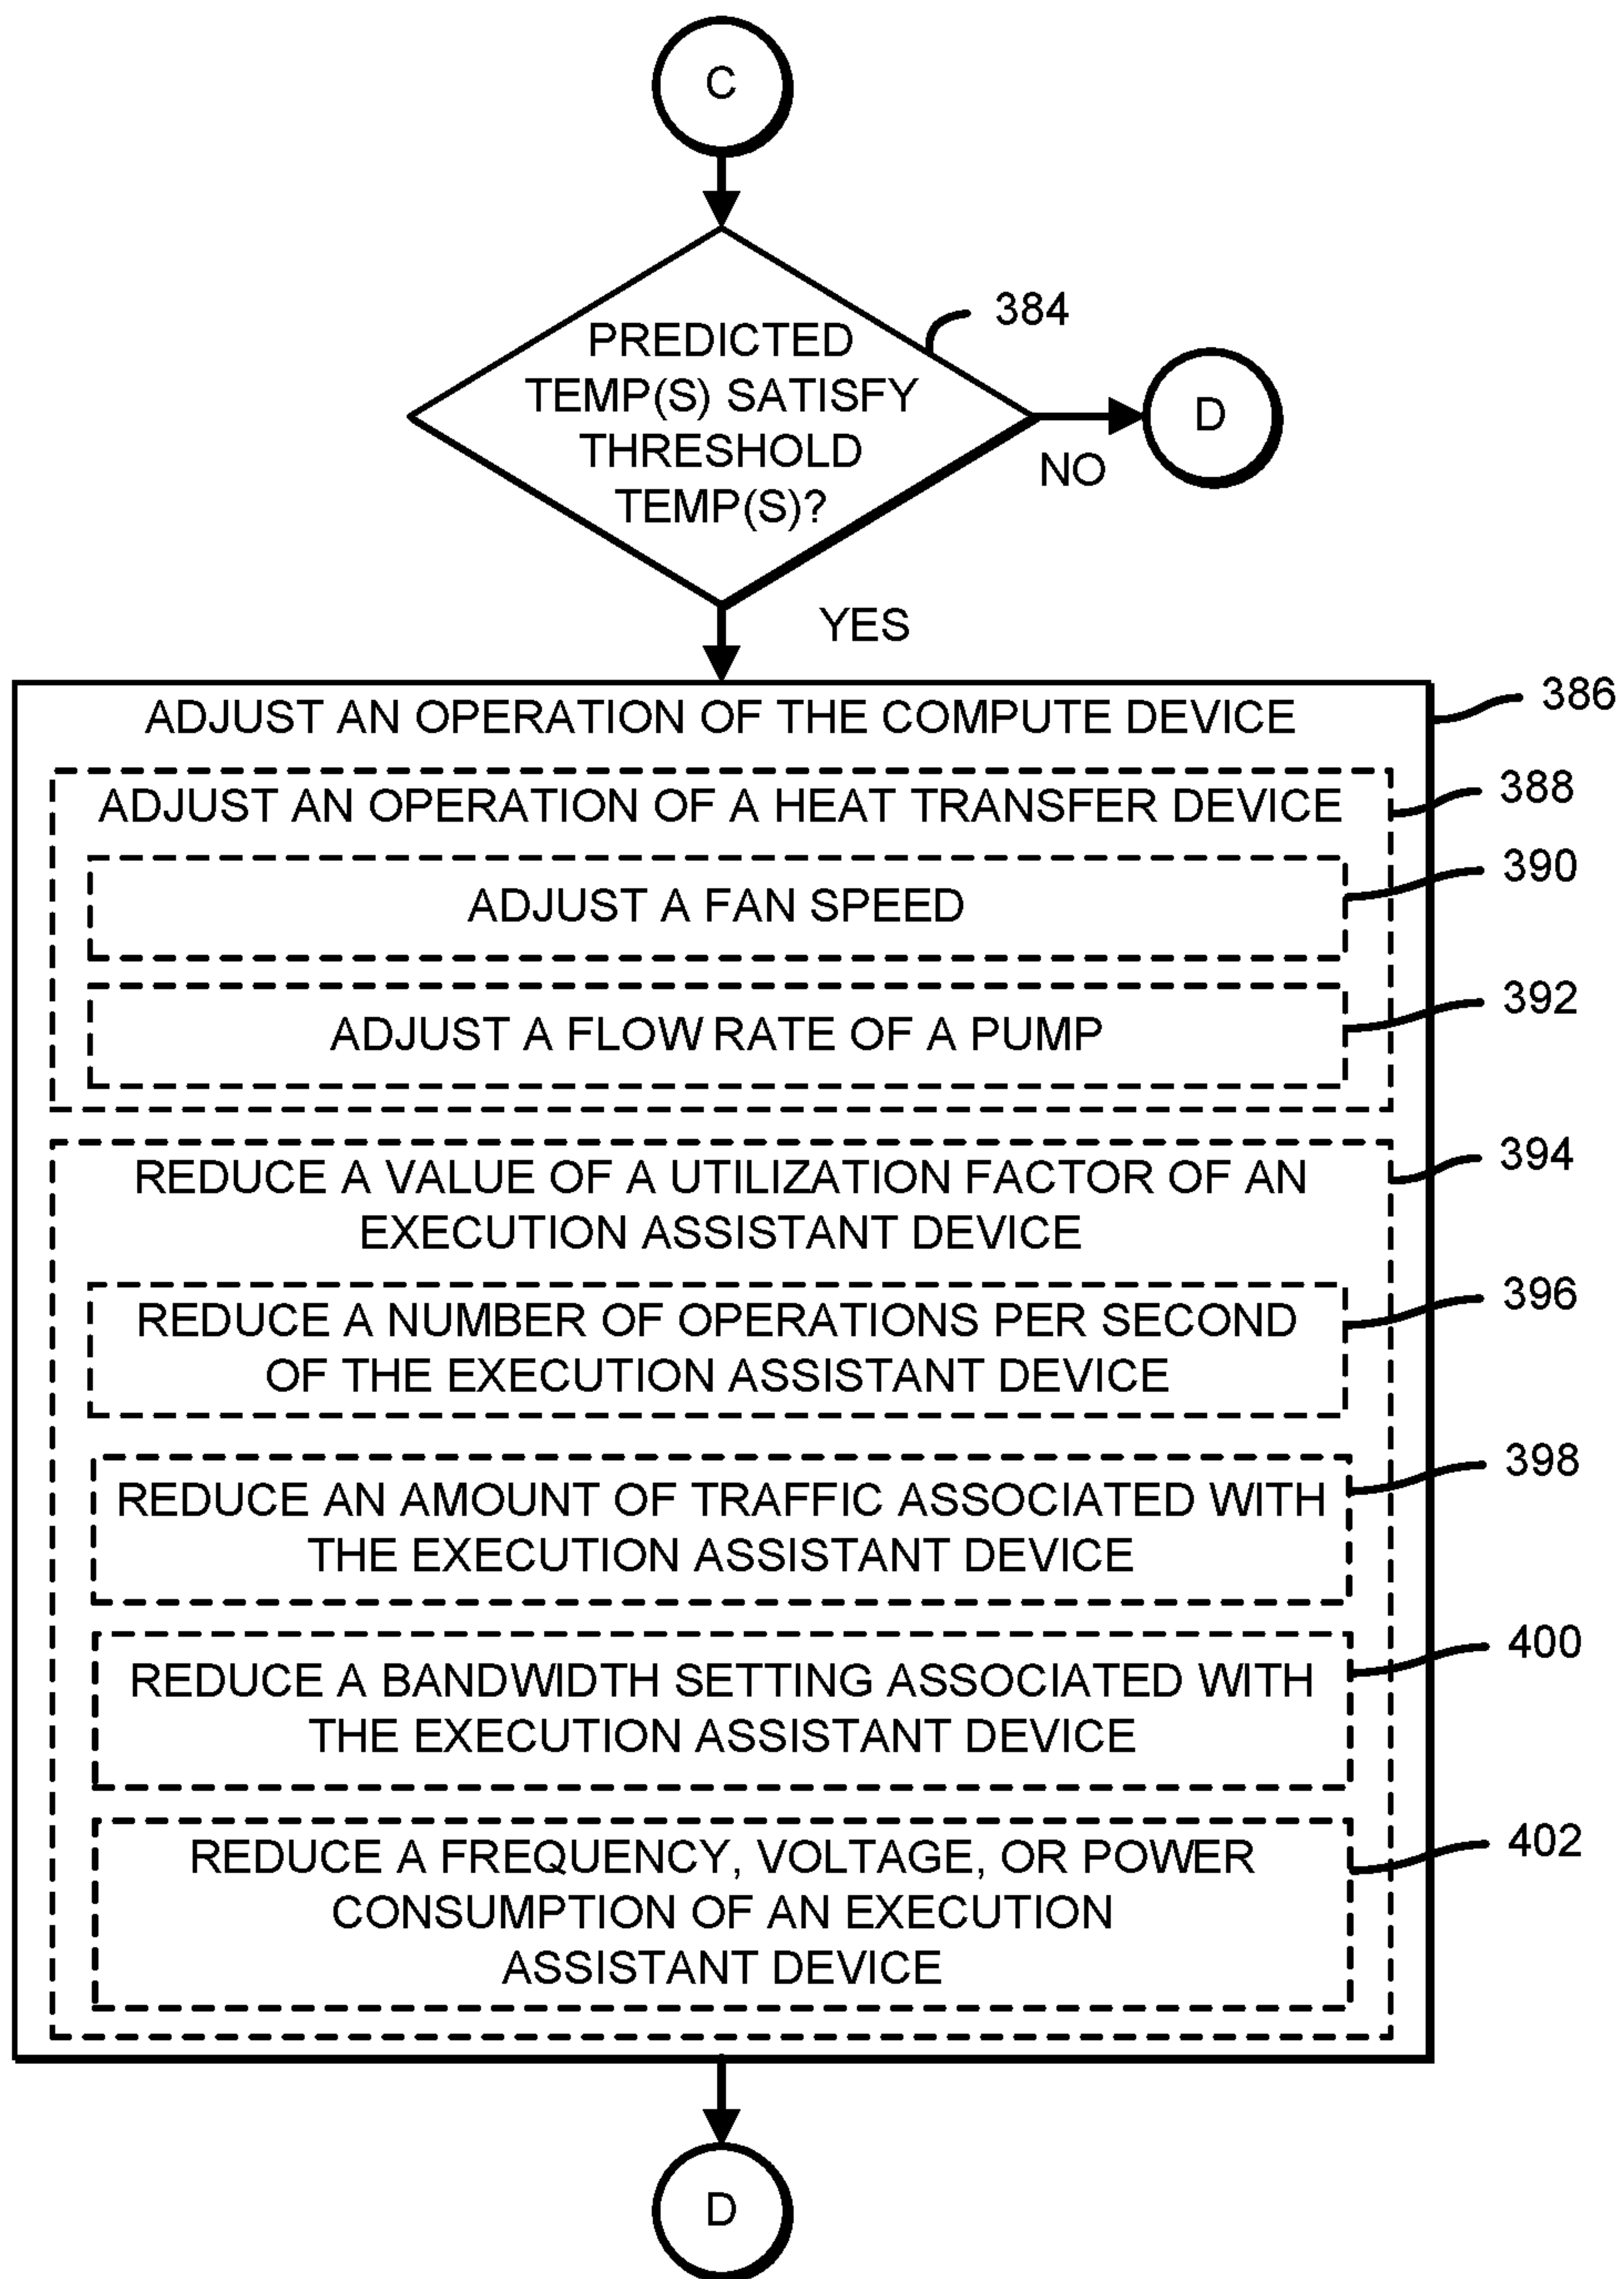 C
384
PREDICTED
TEMP(S) SATISFY
THRESHOLD
TEMP(S)?
D
NO
YES
386
ADJUST AN OPERATION OF THE COMPUTE DEVICE
388
ADJUST AN OPERATION OF A HEAT TRANSFER DEVICE
390
ADJUST A FAN SPEED
392
ADJUST A FLOW RATE OF A PUMP
394
REDUCE A VALUE OF A UTILIZATION FACTOR OF AN
EXECUTION ASSISTANT DEVICE
396
REDUCE A NUMBER OF OPERATIONS PER SECOND
OF THE EXECUTION ASSISTANT DEVICE
398
REDUCE AN AMOUNT OF TRAFFIC ASSOCIATED WITH
THE EXECUTION ASSISTANT DEVICE
400
REDUCE A BANDWIDTH SETTING ASSOCIATED WITH
THE EXECUTION ASSISTANT DEVICE
402
REDUCE A FREQUENCY, VOLTAGE, OR POWER
CONSUMPTION OF AN EXECUTION
ASSISTANT DEVICE
D